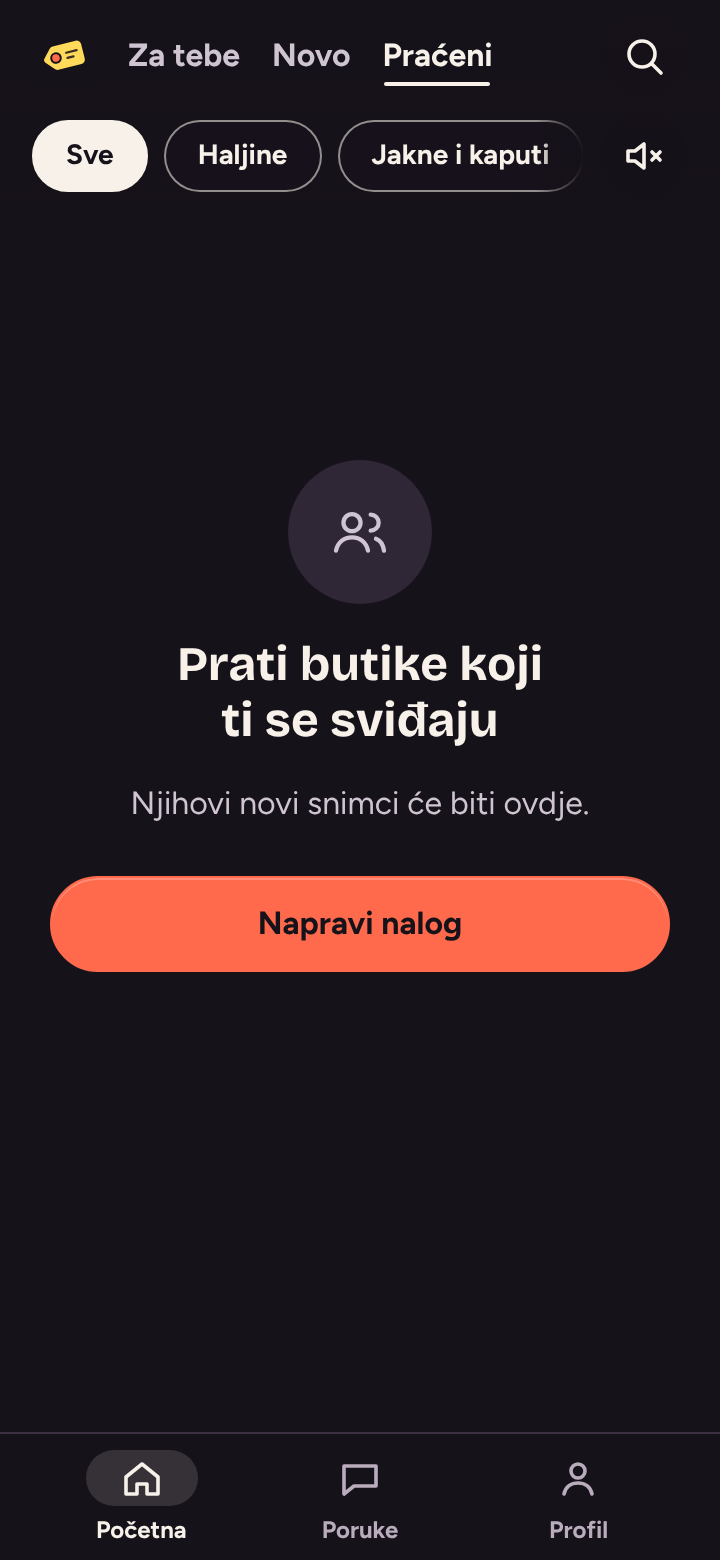 Za tebe Novo Praćeni
Sve Haljine Jakne i kaputi
Prati butike koji
ti se sviđaju
Njihovi novi snimci će biti ovdje.
Napravi nalog
Početna Poruke Profil